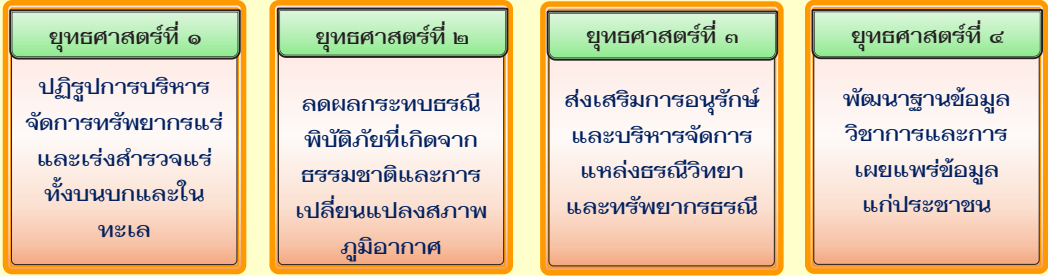 ยุทธศาสตร์ที่ ๑
ปฏิรูปการบริหาร
จัดการทรัพยากรแร่
และเร่งสำรวจแร่
ทั้งบนบกและใน
ทะเล
ยุทธศาสตร์ที่ ๒
ลดผลกระทบธรณี
พิบัติภัยที่เกิดจาก
ธรรมชาติและการ
เปลี่ยนแปลงสภาพ
ภูมิอากาศ
ยุทธศาสตร์ที่ ๓
ส่งเสริมการอนุรักษ์
และบริหารจัดการ
แหล่งธรณีวิทยา
และทรัพยากรธรณี
ยุทธศาสตร์ที่ ๔
พัฒนาฐานข้อมูล
วิชาการและการ
เผยแพร่ข้อมูล
แก่ประชาชน